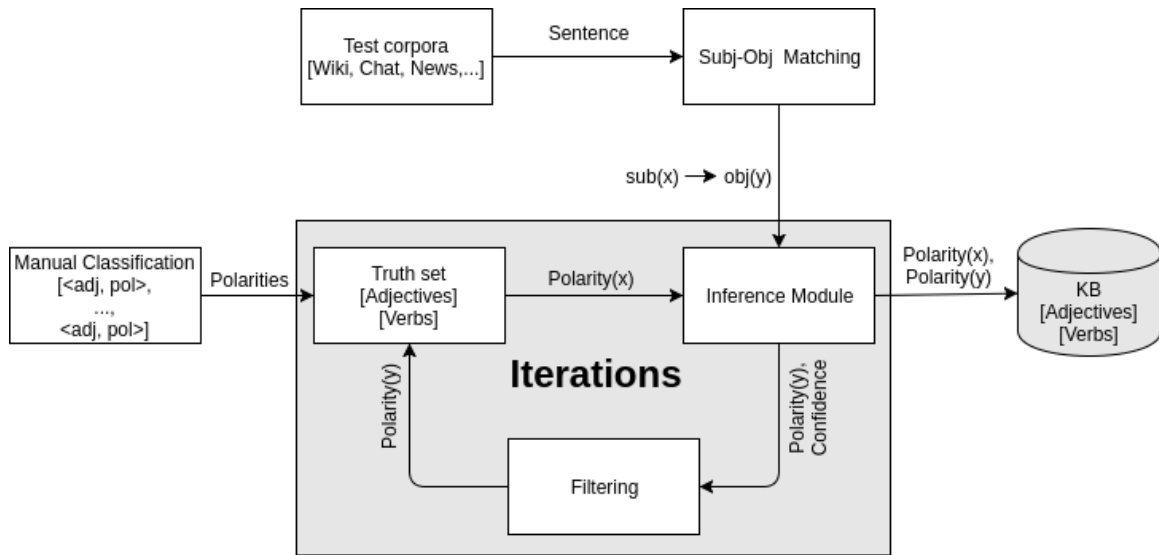 Test corpora
[Wiki, Chat, News,...]
Sentence
Subj-Obj Matching
sub(x) → obj(y)
Manual Classification
[<adj, pol>,
...,
<adj, pol>]
Polarities
Truth set
[Adjectives]
[Verbs]
Polarity(x)
Inference Module
Polarity(x),
Polarity(y)
KB
[Adjectives]
[Verbs]
Iterations
Polarity(y)
Polarity(y),
Confidence
Filtering